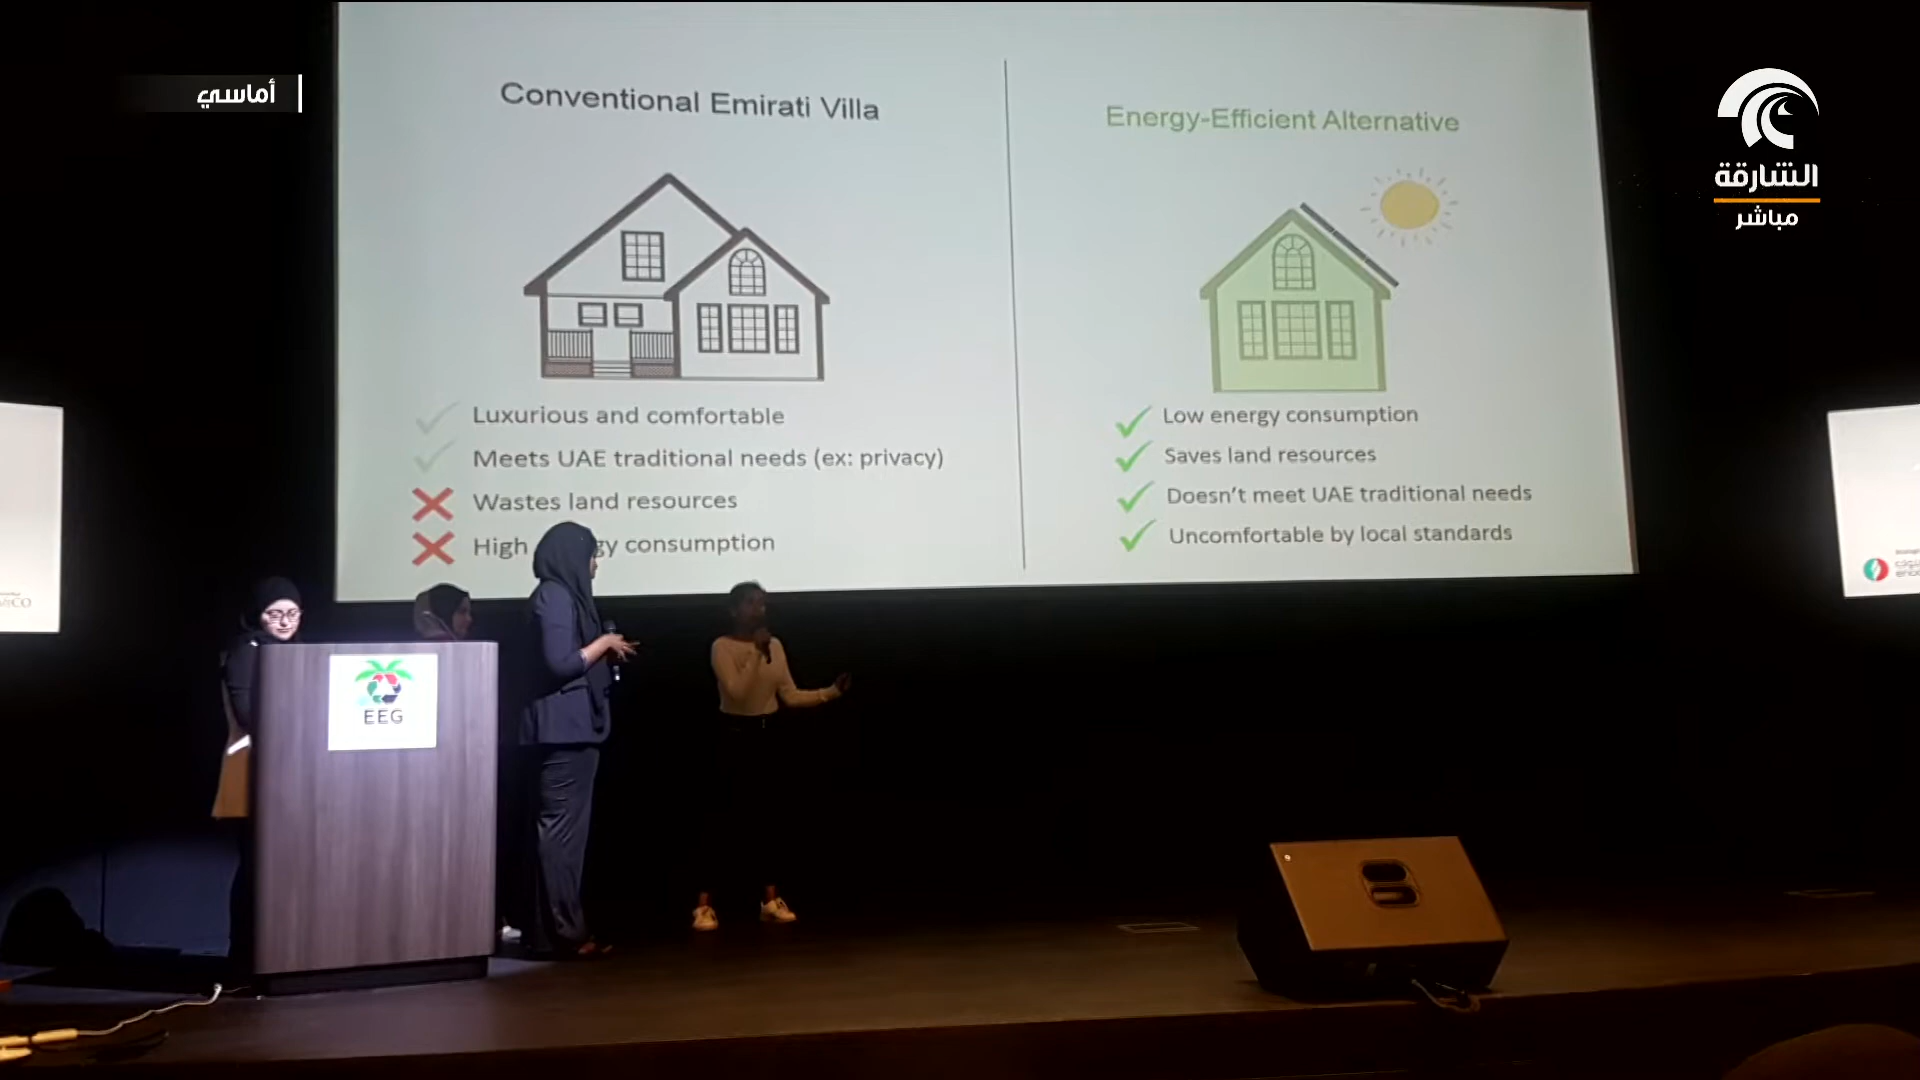 أماسي
الشارقة
مباشر
Conventional Emirati Villa
Luxurious and comfortable
Meets UAE traditional needs (ex: privacy)
Wastes land resources
High gy consumption
Energy-Efficient Alternative
Low energy consumption
Saves land resources
Doesn't meet UAE traditional needs
Uncomfortable by local standards
EEG